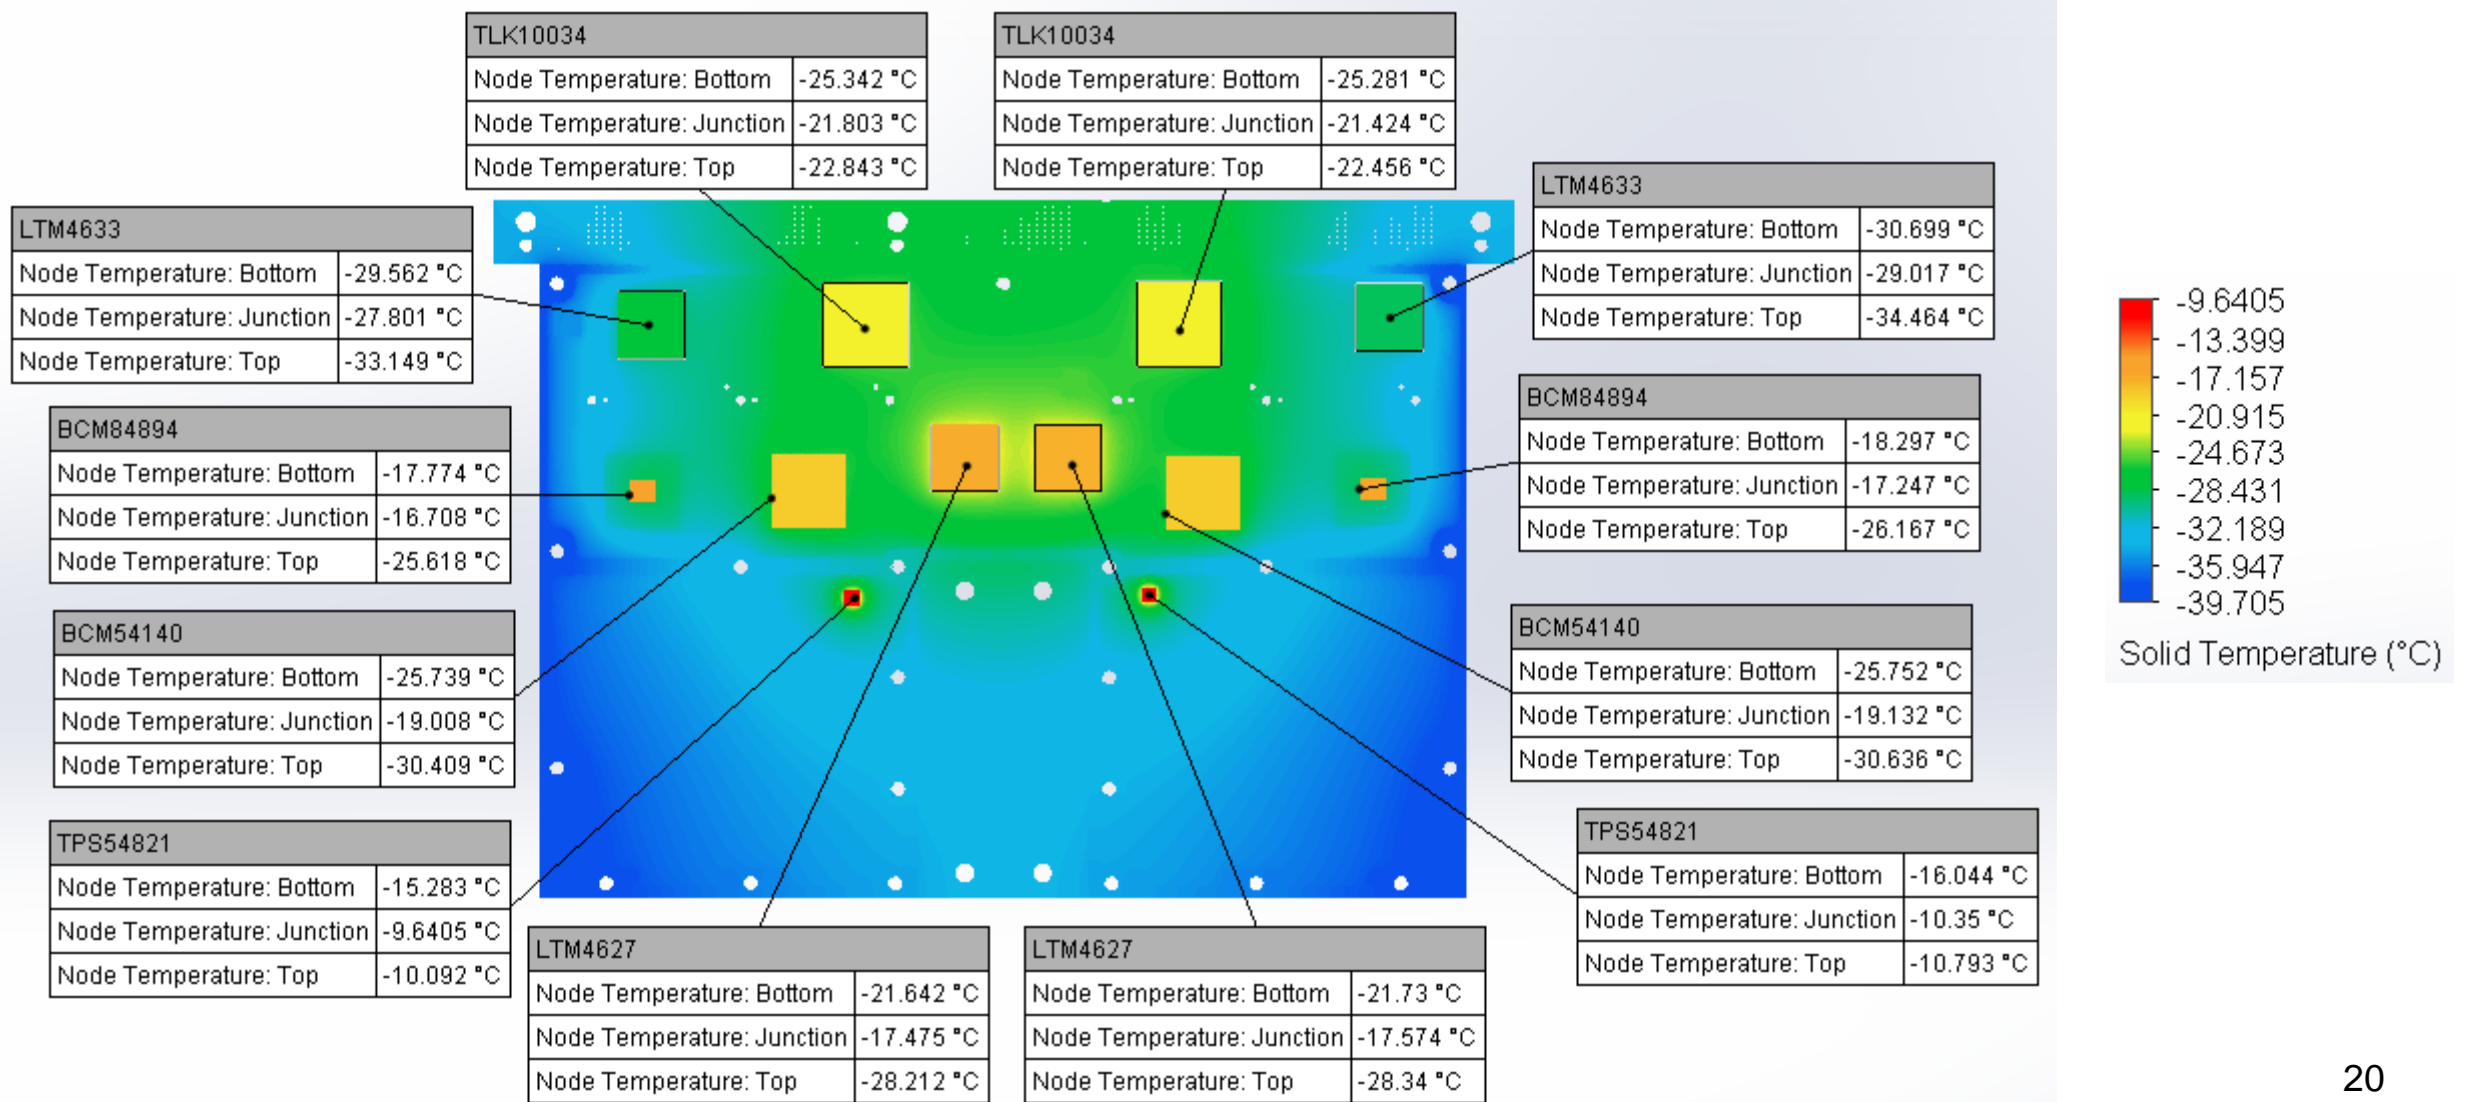 TLK10034
Node Temperature: Bottom -25.342 °C
Node Temperature: Junction -21.803 °C
Node Temperature: Top -22.843 °C
TLK10034
Node Temperature: Bottom -25.281 °C
Node Temperature: Junction -21.424 °C
Node Temperature: Top -22.456 °C
LTM4633
Node Temperature: Bottom -30.699 °C
Node Temperature: Junction -29.017 °C
Node Temperature: Top -34.464 °C
LTM4633
Node Temperature: Bottom -29.562 °C
Node Temperature: Junction -27.801 °C
Node Temperature: Top -33.149 °C
BCM84894
Node Temperature: Bottom -18.297 °C
Node Temperature: Junction -17.247 °C
Node Temperature: Top -26.167 °C
BCM84894
Node Temperature: Bottom -17.774 °C
Node Temperature: Junction -16.708 °C
Node Temperature: Top -25.618 °C
BCM54140
Node Temperature: Bottom -25.752 °C
Node Temperature: Junction -19.132 °C
Node Temperature: Top -30.636 °C
BCM54140
Node Temperature: Bottom -25.739 °C
Node Temperature: Junction -19.008 °C
Node Temperature: Top -30.409 °C
TPS54821
Node Temperature: Bottom -16.044 °C
Node Temperature: Junction -10.35 °C
Node Temperature: Top -10.793 °C
TPS54821
Node Temperature: Bottom -15.283 °C
Node Temperature: Junction -9.6405 °C
Node Temperature: Top -10.092 °C
LTM4627
Node Temperature: Bottom -21.642 °C
Node Temperature: Junction -17.475 °C
Node Temperature: Top -28.212 °C
LTM4627
Node Temperature: Bottom -21.73 °C
Node Temperature: Junction -17.574 °C
Node Temperature: Top -28.34 °C
-9.6405
-13.399
-17.157
-20.915
-24.673
-28.431
-32.189
-35.947
-39.705
Solid Temperature (°C)
20